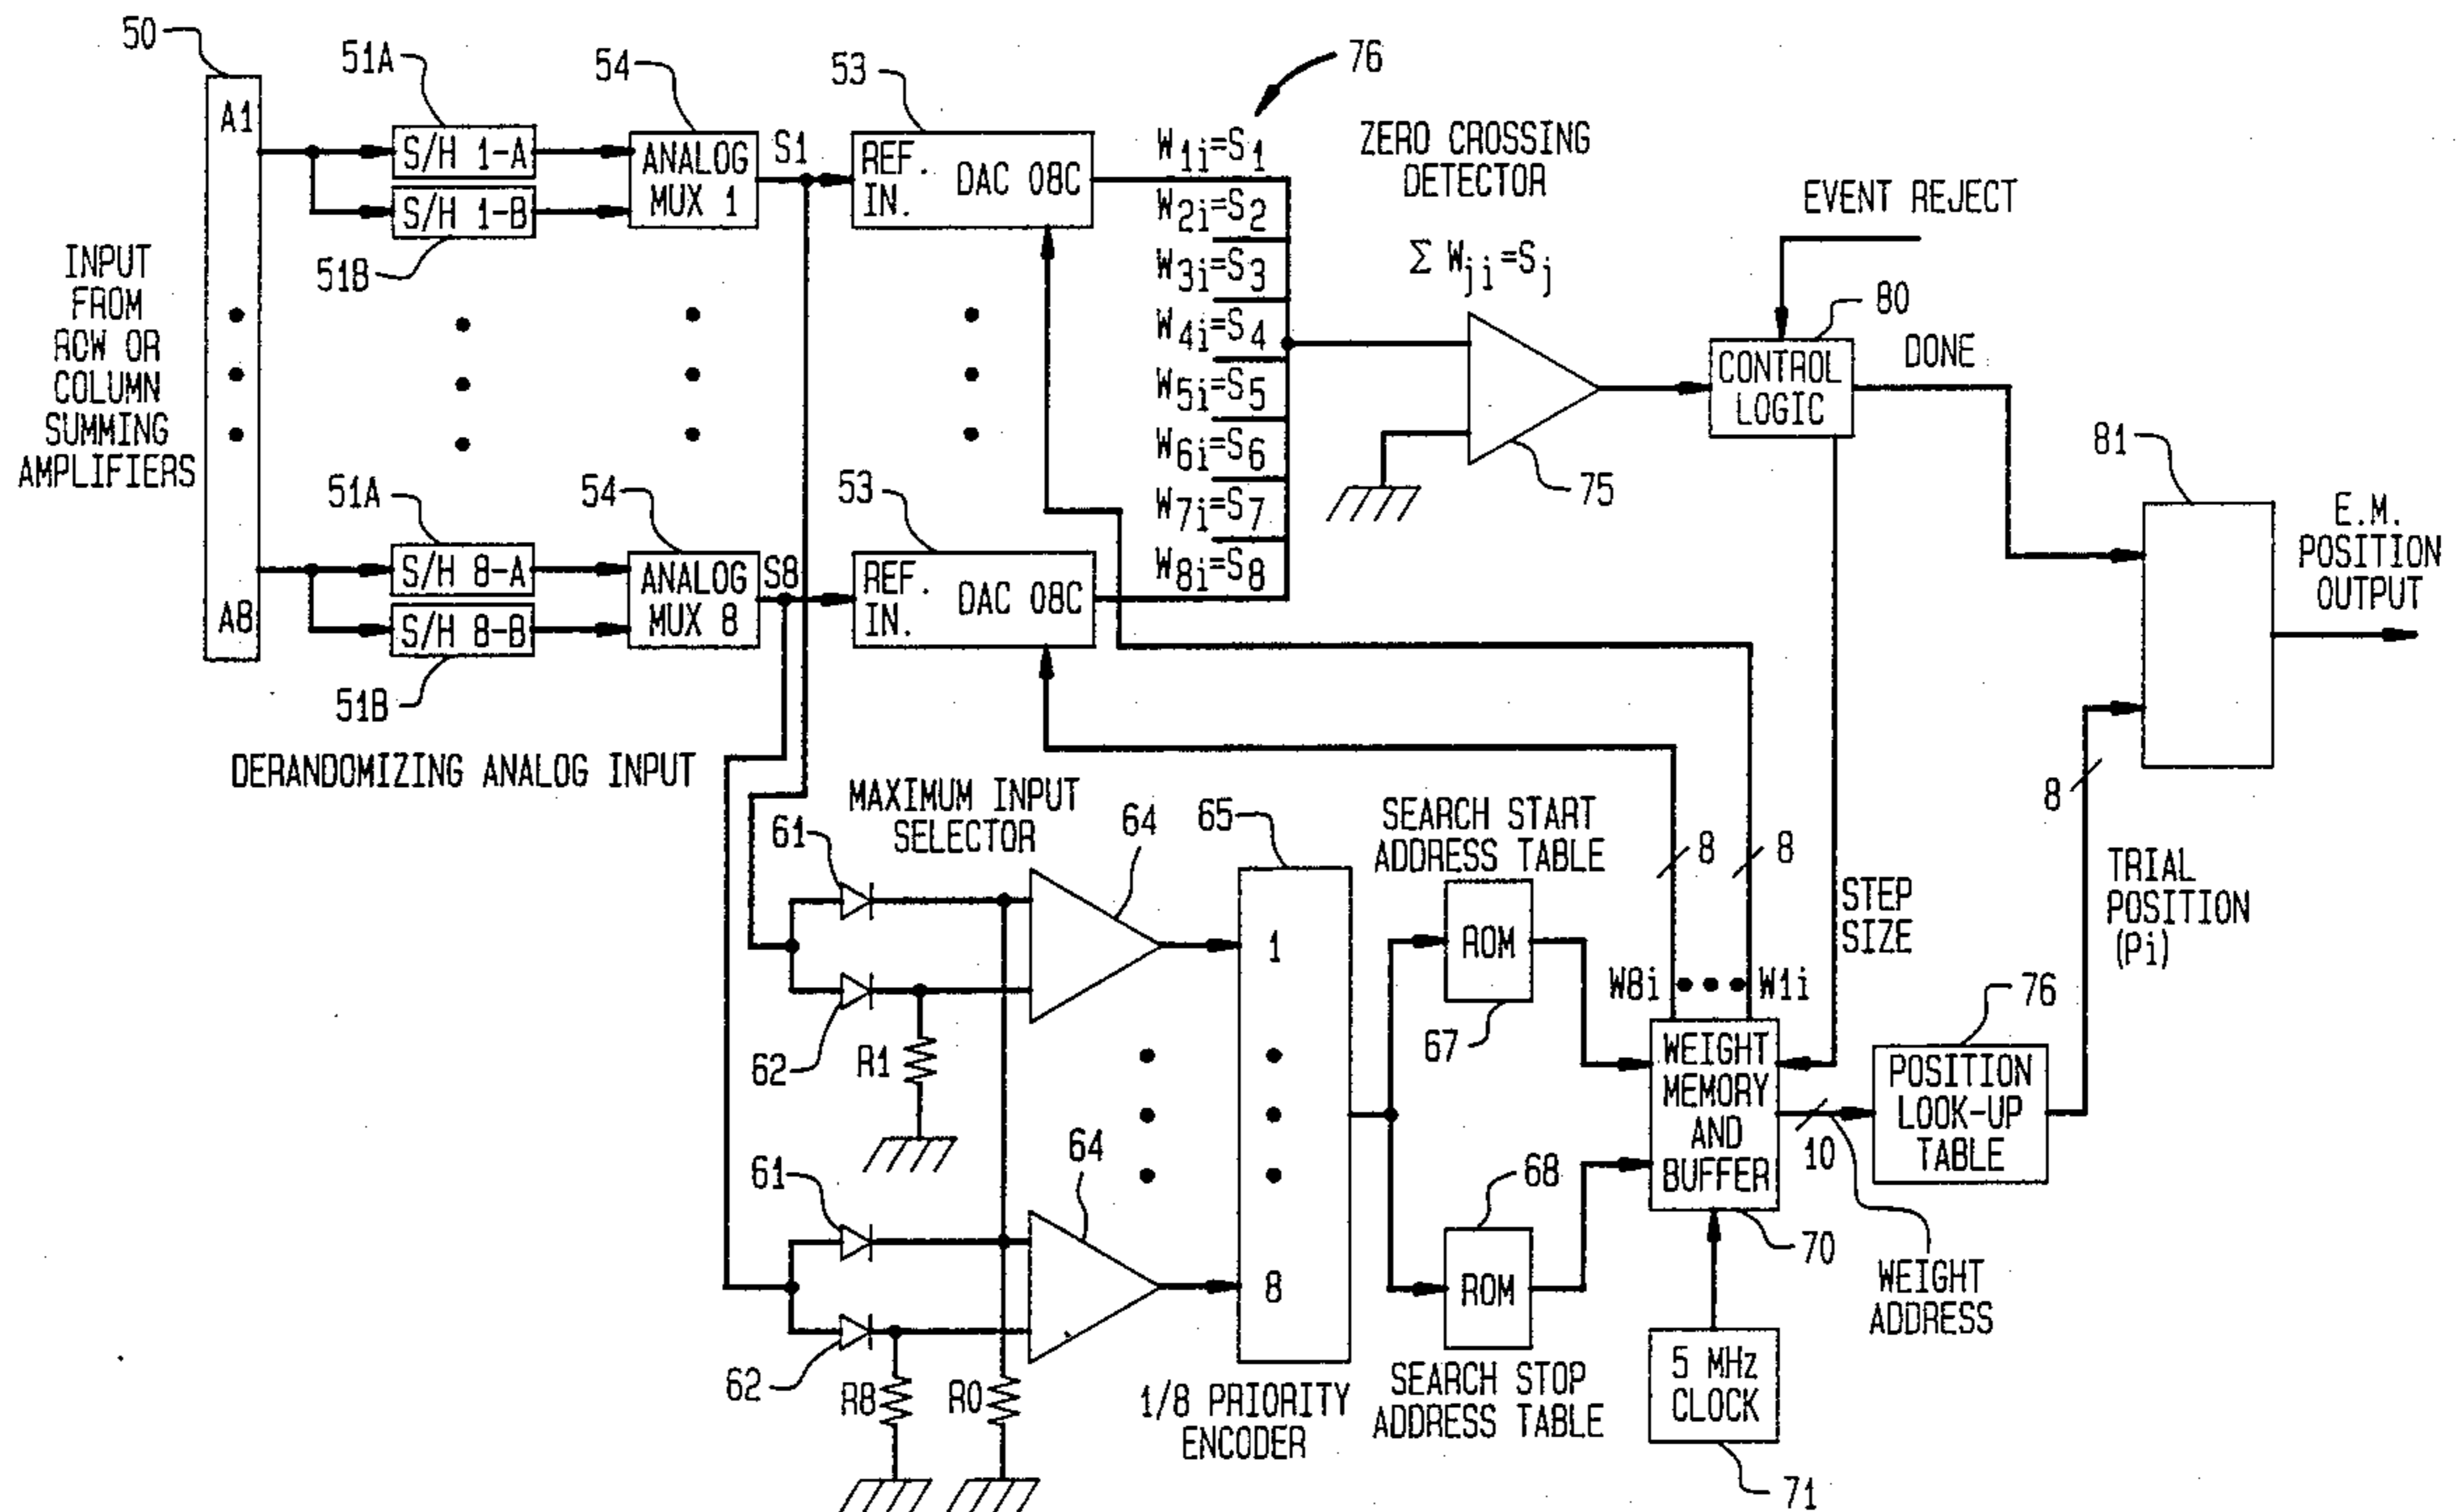 50
A1
A8
INPUT
FROM
ROW OR
COLUMN
SUMMING
AMPLIFIERS
51A
S/H 1-A
S/H 1-B
51B
54
ANALOG
MUX 1
S1
53
REF.
IN.
DAC 08C
51A
S/H 8-A
S/H 8-B
51B
54
ANALOG
MUX 8
S8
53
REF.
IN.
DAC 08C
DERANDOMIZING ANALOG INPUT
76
W1i=S1
W2i=S2
W3i=S3
W4i=S4
W5i=S5
W6i=S6
W7i=S7
W8i=S8
ZERO CROSSING
DETECTOR
Σ Wji=Sj
75
EVENT REJECT
80
CONTROL
LOGIC
DONE
81
E.M.
POSITION
OUTPUT
8
TRIAL
POSITION
(Pi)
MAXIMUM INPUT
SELECTOR
61
62
R1
64
61
62
R8
R0
64
65
1
8
1/8 PRIORITY
ENCODER
SEARCH START
ADDRESS TABLE
ROM
67
68
ROM
SEARCH STOP
ADDRESS TABLE
8
8
W8i
W1i
STEP
SIZE
WEIGHT
MEMORY
AND
BUFFER
70
10
WEIGHT
ADDRESS
76
POSITION
LOOK-UP
TABLE
5 MHz
CLOCK
71